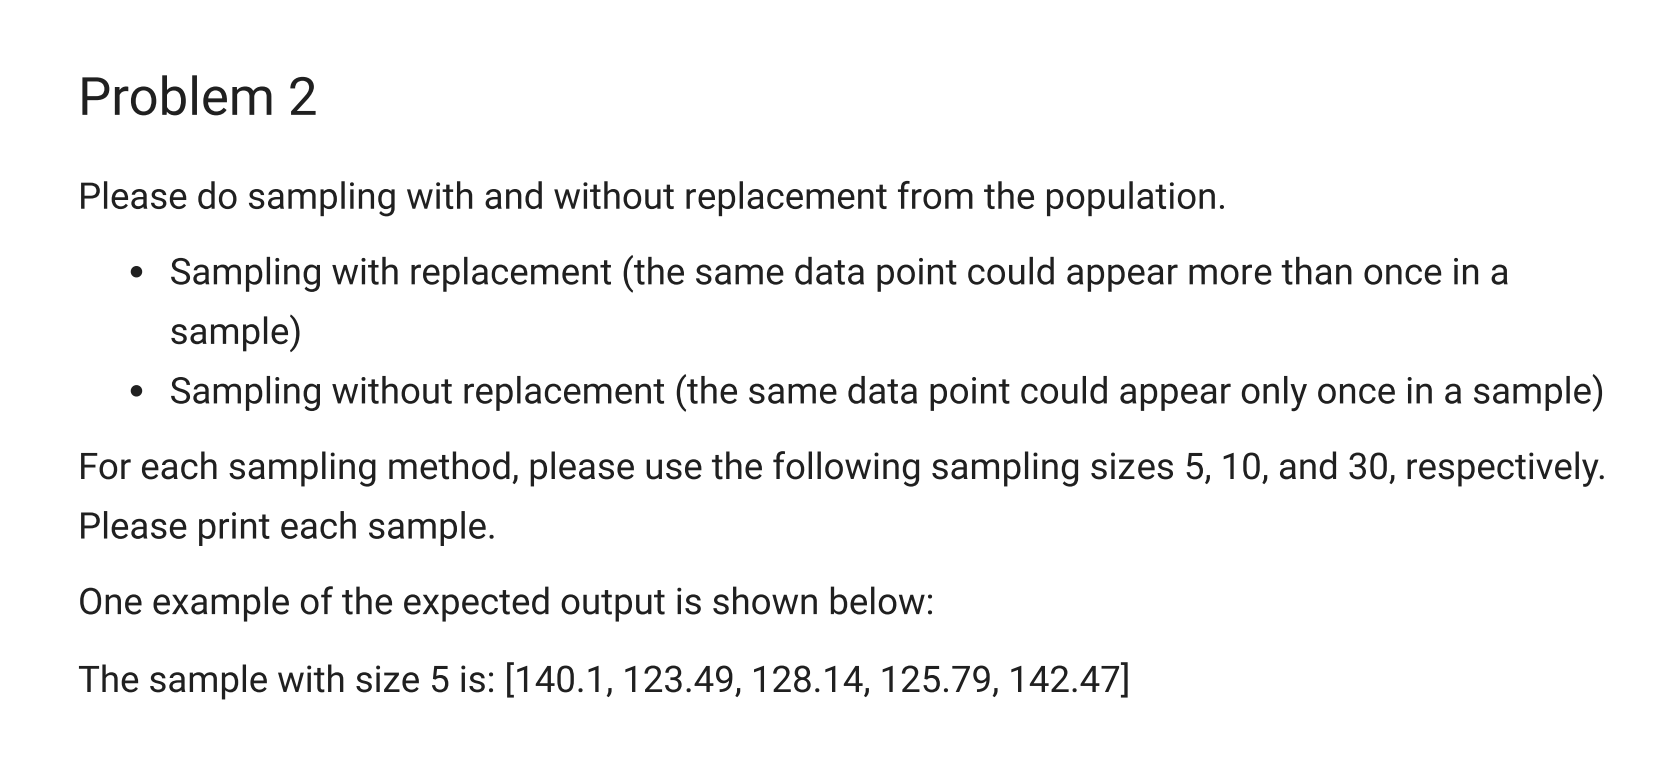 Problem 2
Please do sampling with and without replacement from the population.
• Sampling with replacement (the same data point could appear more than once in a
sample)
• Sampling without replacement (the same data point could appear only once in a sample)
For each sampling method, please use the following sampling sizes 5, 10, and 30, respectively.
Please print each sample.
One example of the expected output is shown below:
The sample with size 5 is: [140.1, 123.49, 128.14, 125.79, 142.47]